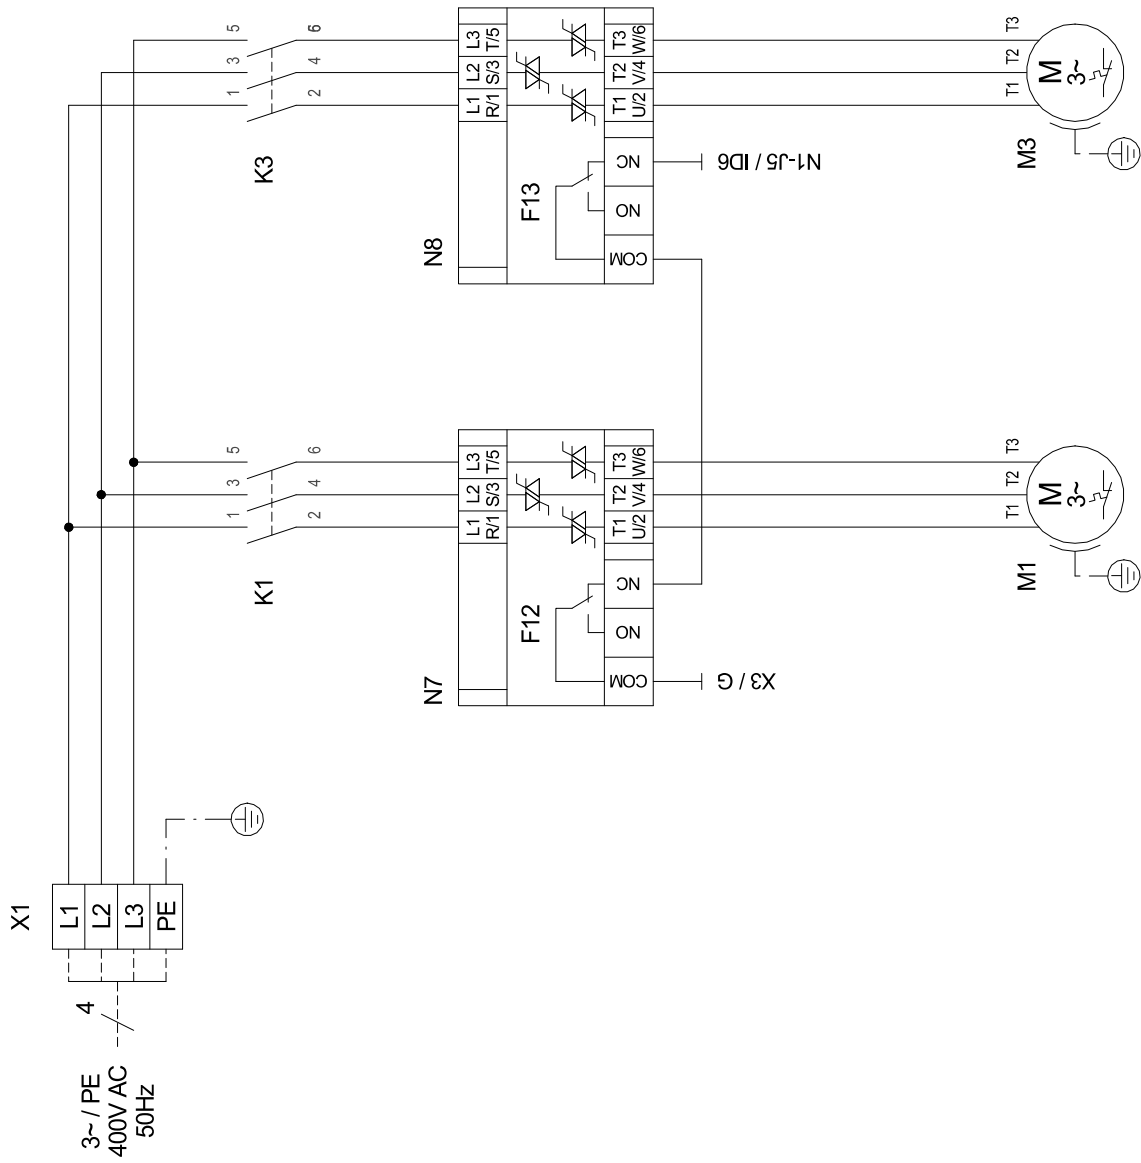 X1
3~ / PE
400V AC
50Hz
4
L1
L2
L3
PE
1 3 5
K1
2 4 6
N7
L1 L2 L3
R/1 S/3 T/5
F12
COM NO NC
T1 T2 T3
U/2 V/4 W/6
X3 / G
T1 T2 T3
M1
M
3~
1 3 5
K3
2 4 6
N8
L1 L2 L3
R/1 S/3 T/5
F13
COM NO NC
T1 T2 T3
U/2 V/4 W/6
N1-J5 / ID6
T1 T2 T3
M3
M
3~